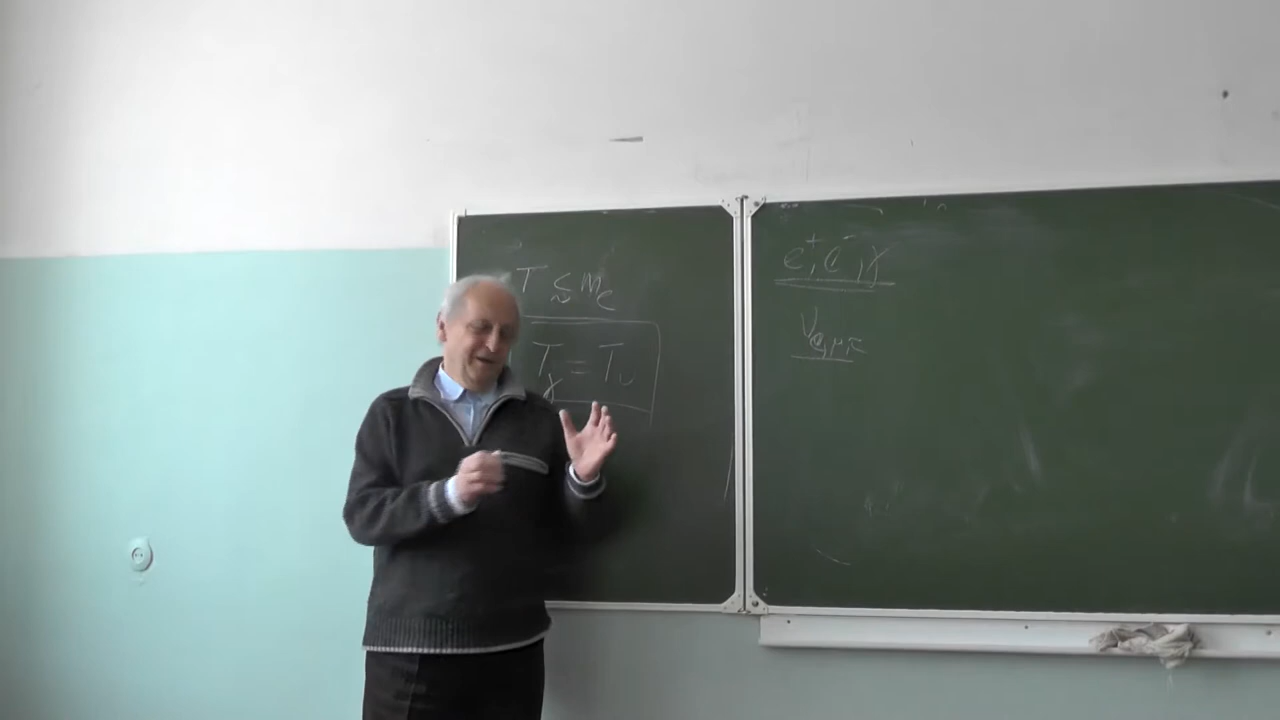 T ≲ m_e
T_γ = T_ν
e⁺, e⁻, γ
ν_{e,μ,τ}